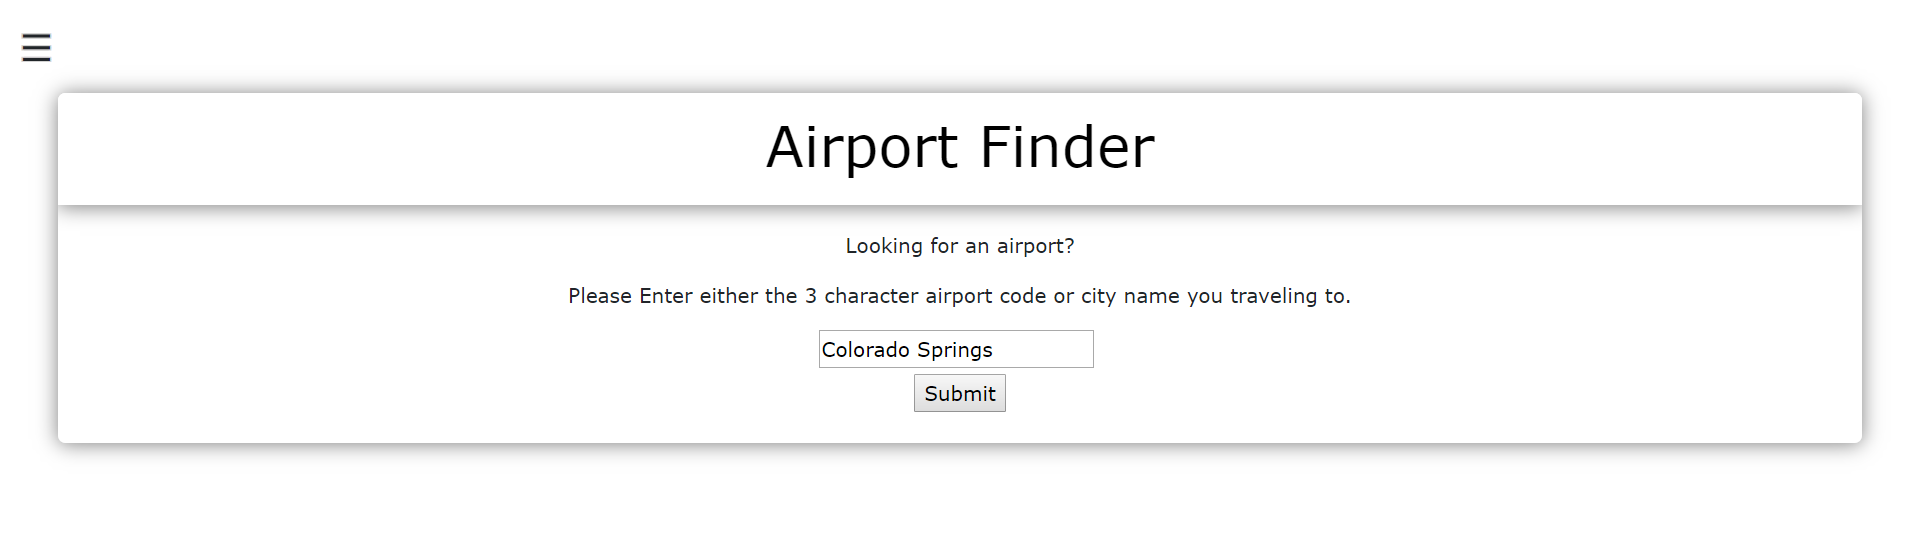 Airport Finder
Looking for an airport?
Please Enter either the 3 character airport code or city name you traveling to.
Colorado Springs
Submit